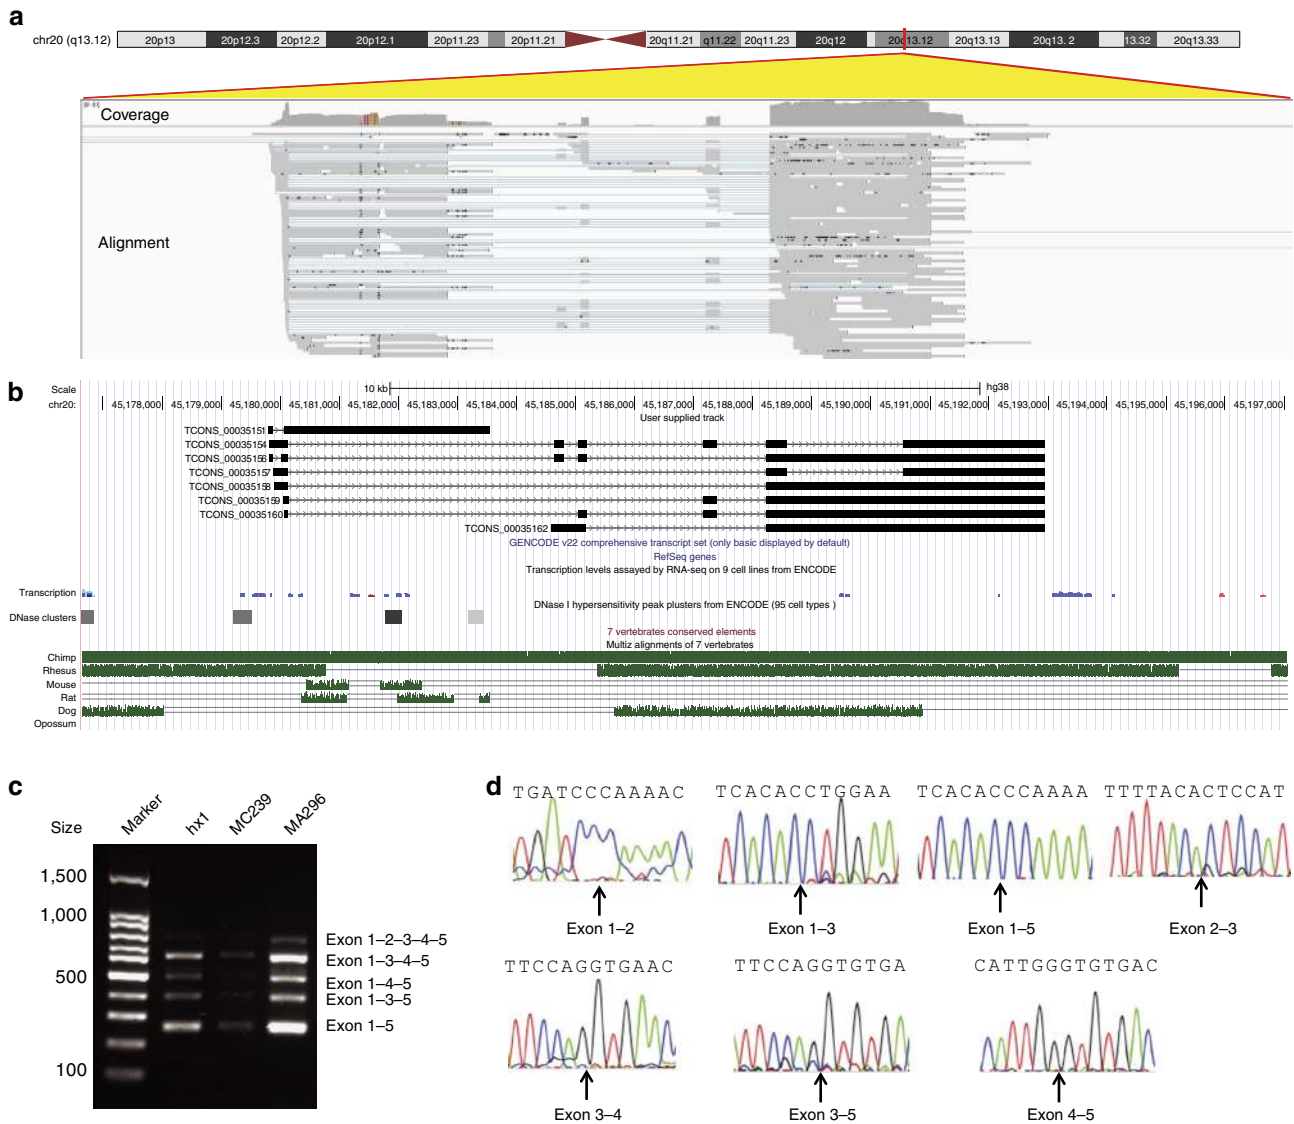 a
chr20 (q13.12) 20p13 20p12.3 20p12.2 20p12.1 20p11.23 20p11.21 20q11.21 q11.22 20q11.23 20q12 20q13.12 20q13.13 20q13. 2 13.32 20q13.33
Coverage
Alignment
b
Scale 10 kb hg38
chr20: 45,178,000 45,179,000 45,180,000 45,181,000 45,182,000 45,183,000 45,184,000 45,185,000 45,186,000 45,187,000 45,188,000 45,189,000 45,190,000 45,191,000 45,192,000 45,193,000 45,194,000 45,195,000 45,196,000 45,197,000
User supplied track
TCONS_00035151
TCONS_00035154
TCONS_00035156
TCONS_00035157
TCONS_00035158
TCONS_00035159
TCONS_00035160
TCONS_00035162
GENCODE v22 comprehensive transcript set (only basic displayed by default)
RefSeq genes
Transcription levels assayed by RNA-seq on 9 cell lines from ENCODE
Transcription
DNase I hypersensitivity peak plusters from ENCODE (95 cell types )
DNase clusters
7 vertebrates conserved elements
Multiz alignments of 7 vertebrates
Chimp
Rhesus
Mouse
Rat
Dog
Opossum
c
Size Marker hx1 MC239 MA296
1,500
1,000
500
100
Exon 1–2–3–4–5
Exon 1–3–4–5
Exon 1–4–5
Exon 1–3–5
Exon 1–5
d
TGATCCCAAAAC TCACACCTGGAA TCACACCCAAAA TTTTACACTCCAT
Exon 1–2 Exon 1–3 Exon 1–5 Exon 2–3
TTCCAGGTGAAC TTCCAGGTGTGA CATTGGGTGTGAC
Exon 3–4 Exon 3–5 Exon 4–5